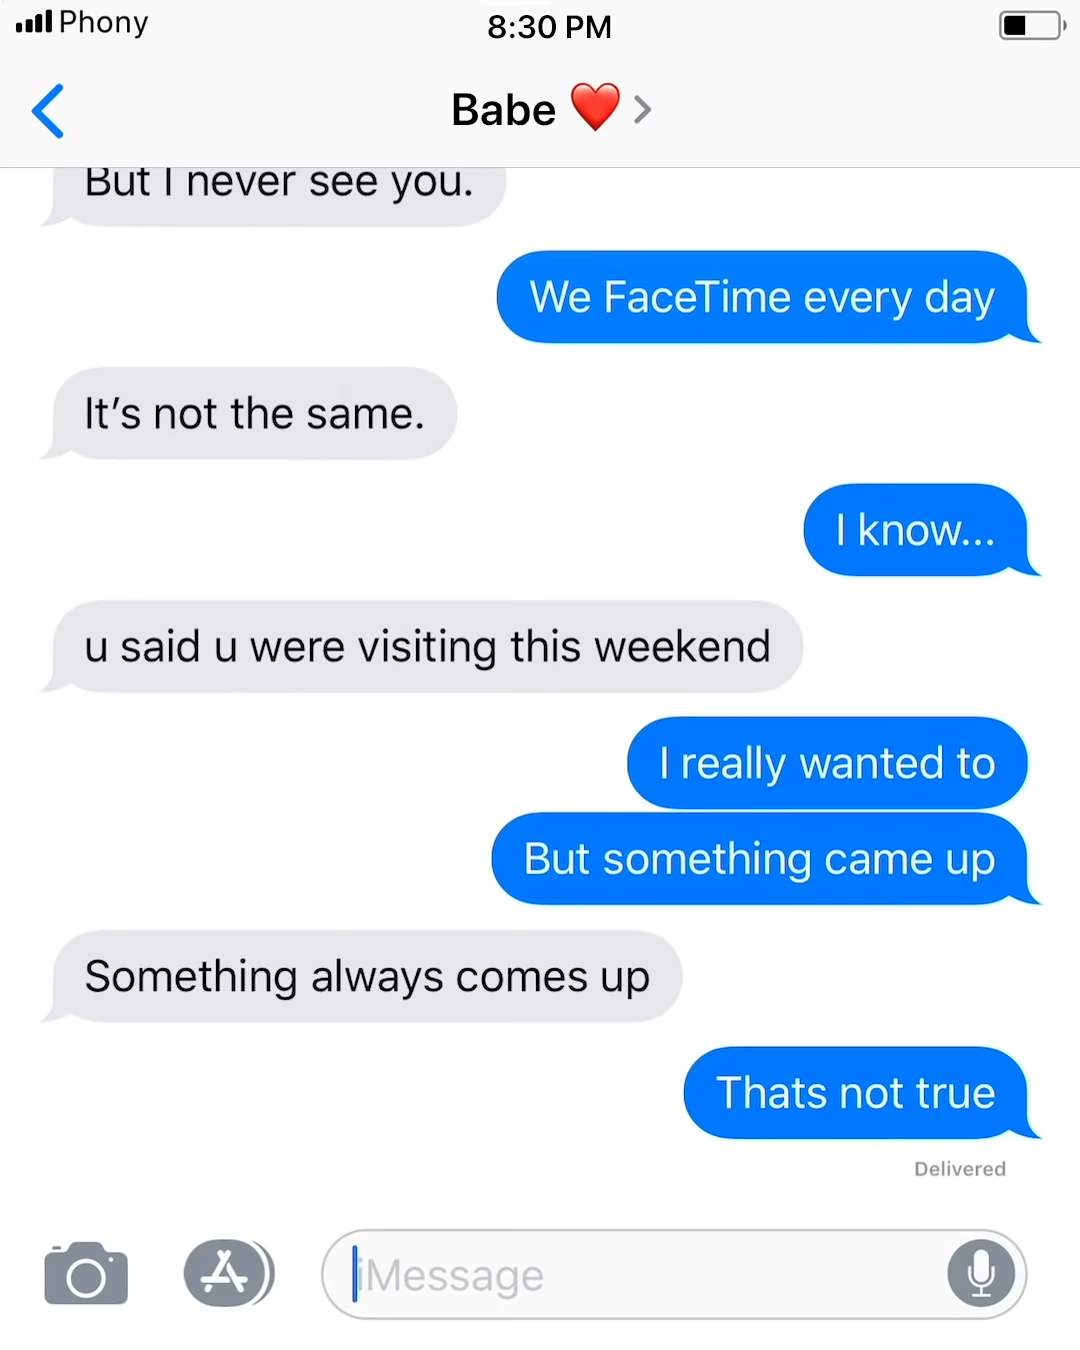 Phony
8:30 PM
Babe ❤️ >
But I never see you.
We FaceTime every day
It’s not the same.
I know...
u said u were visiting this weekend
I really wanted to
But something came up
Something always comes up
Thats not true
Delivered
iMessage